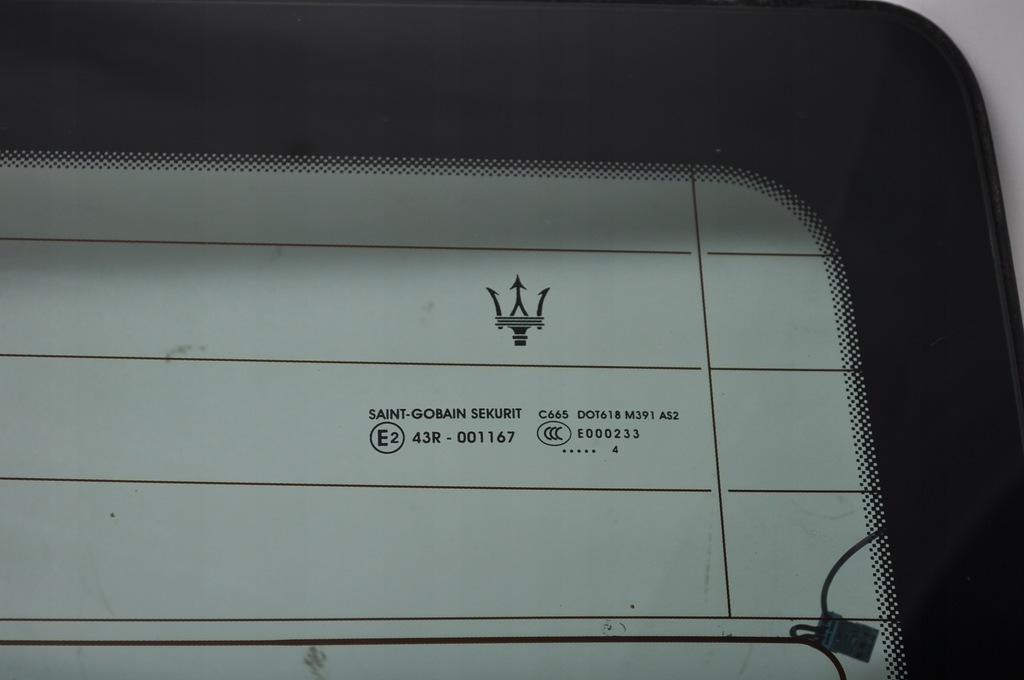 SAINT-GOBAIN SEKURIT C665 DOT618 M391 AS2
E2 43R - 001167 CCC E000233
..... 4